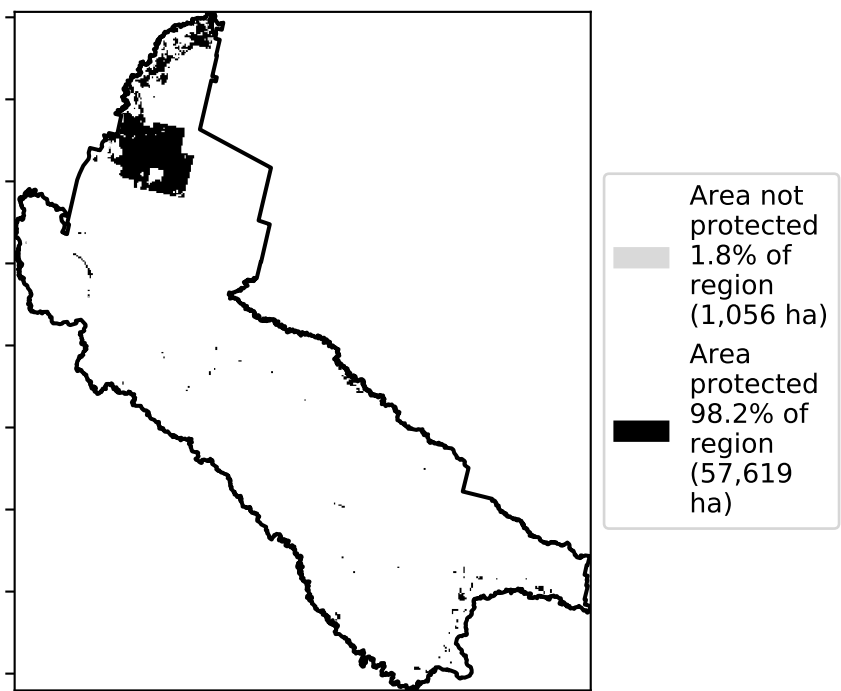 Area not
protected
1.8% of
region
(1,056 ha)
Area
protected
98.2% of
region
(57,619
ha)